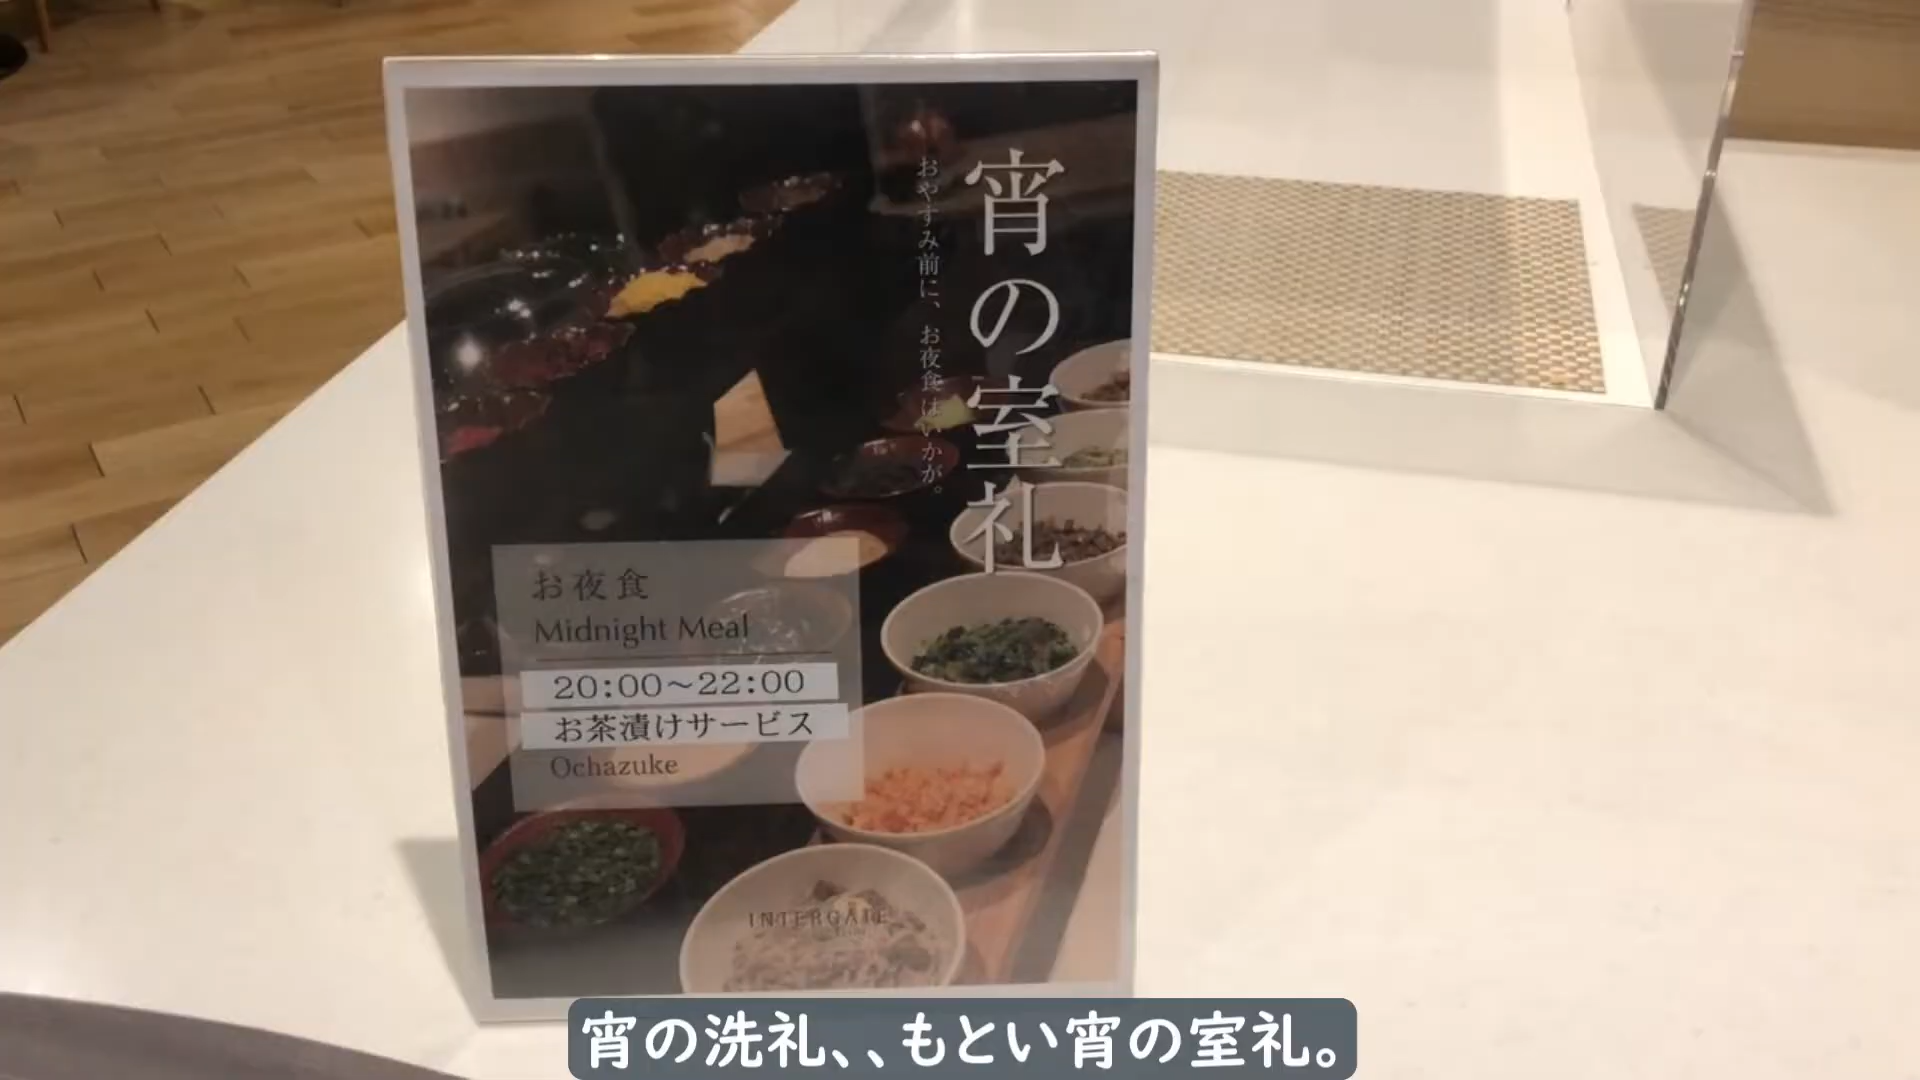 宵の室礼
おやすみ前に、お夜食はいかが。
お夜食
Midnight Meal
20:00～22:00
お茶漬けサービス
Ochazuke
INTERGATE
宵の洗礼、、もとい宵の室礼。